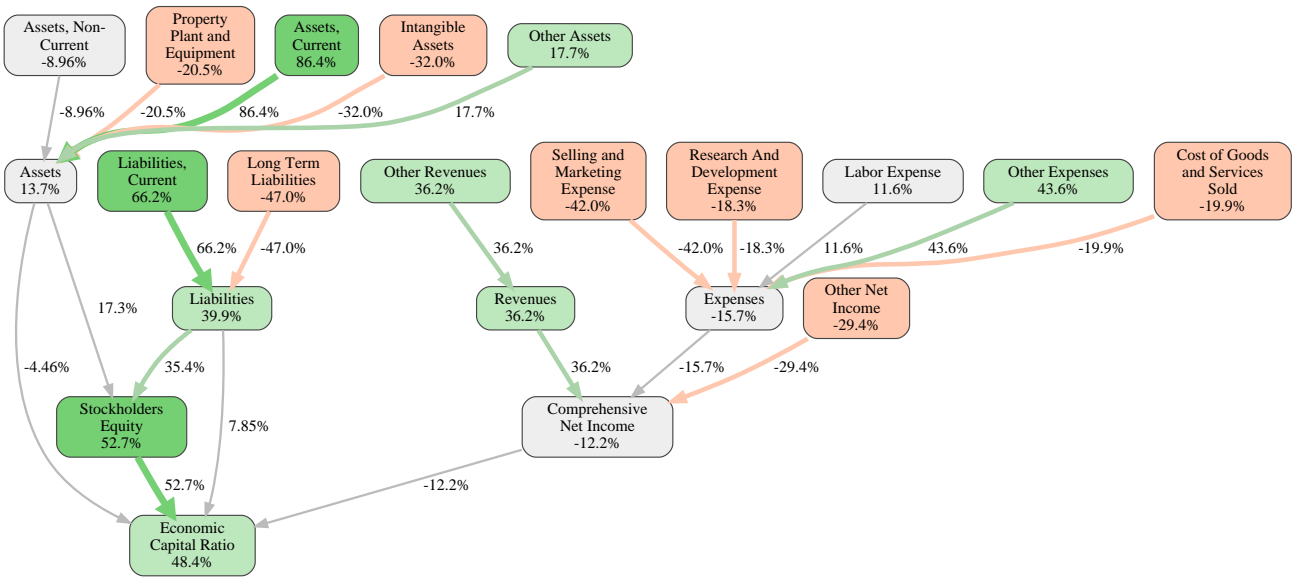 Assets, Non-
Current
-8.96%
Property
Plant and
Equipment
-20.5%
Assets,
Current
86.4%
Intangible
Assets
-32.0%
Other Assets
17.7%
-8.96%
-20.5%
86.4%
-32.0%
17.7%
Assets
13.7%
Liabilities,
Current
66.2%
Long Term
Liabilities
-47.0%
Other Revenues
36.2%
Selling and
Marketing
Expense
-42.0%
Research And
Development
Expense
-18.3%
Labor Expense
11.6%
Other Expenses
43.6%
Cost of Goods
and Services
Sold
-19.9%
66.2%
-47.0%
36.2%
-42.0%
-18.3%
11.6%
43.6%
-19.9%
17.3%
Liabilities
39.9%
Revenues
36.2%
Expenses
-15.7%
Other Net
Income
-29.4%
-4.46%
35.4%
36.2%
-15.7%
-29.4%
Stockholders
Equity
52.7%
7.85%
Comprehensive
Net Income
-12.2%
52.7%
-12.2%
Economic
Capital Ratio
48.4%